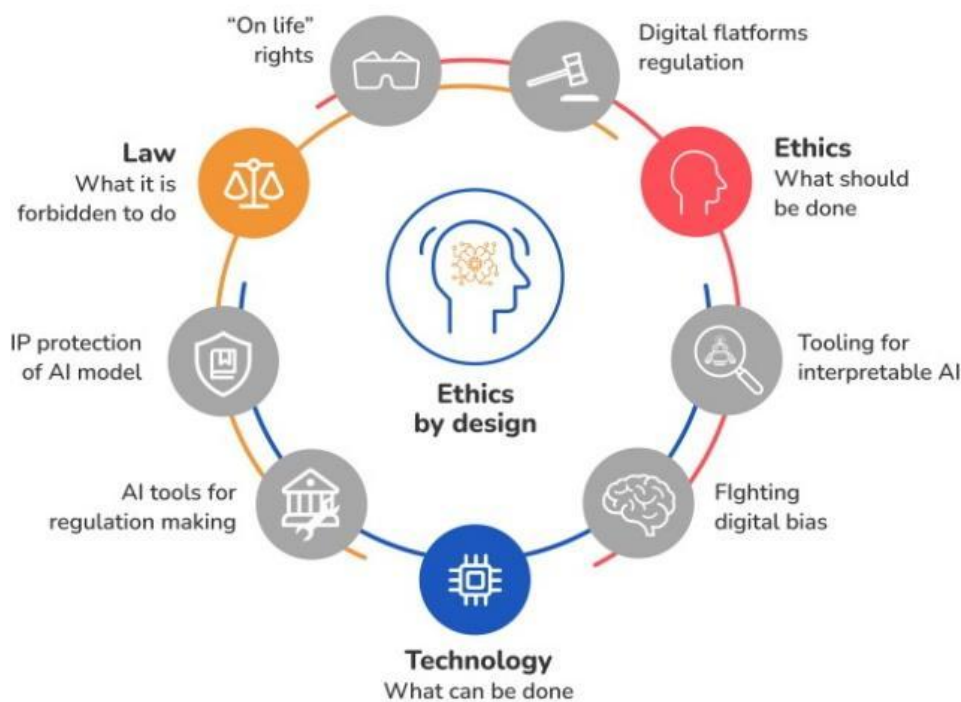 “On life”
rights
Digital flatforms
regulation
Law
What it is
forbidden to do
Ethics
What should
be done
IP protection
of AI model
Tooling for
interpretable AI
Ethics
by design
AI tools for
regulation making
FIghting
digital bias
Technology
What can be done